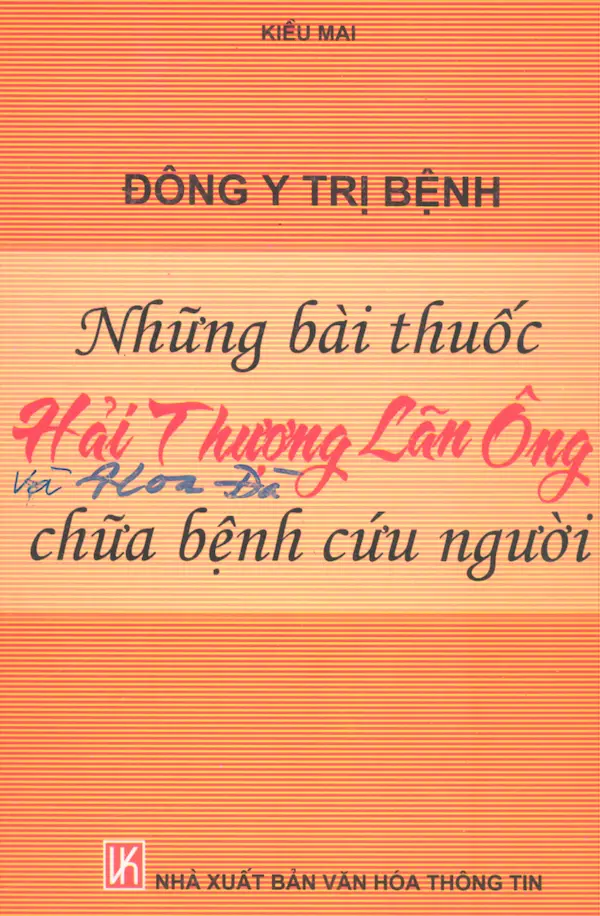 KIỀU MAI
ĐÔNG Y TRỊ BỆNH
Những bài thuốc
Hải Thượng Lãn Ông
Và Hoa Đà
chữa bệnh cứu người
VK
NHÀ XUẤT BẢN VĂN HÓA THÔNG TIN